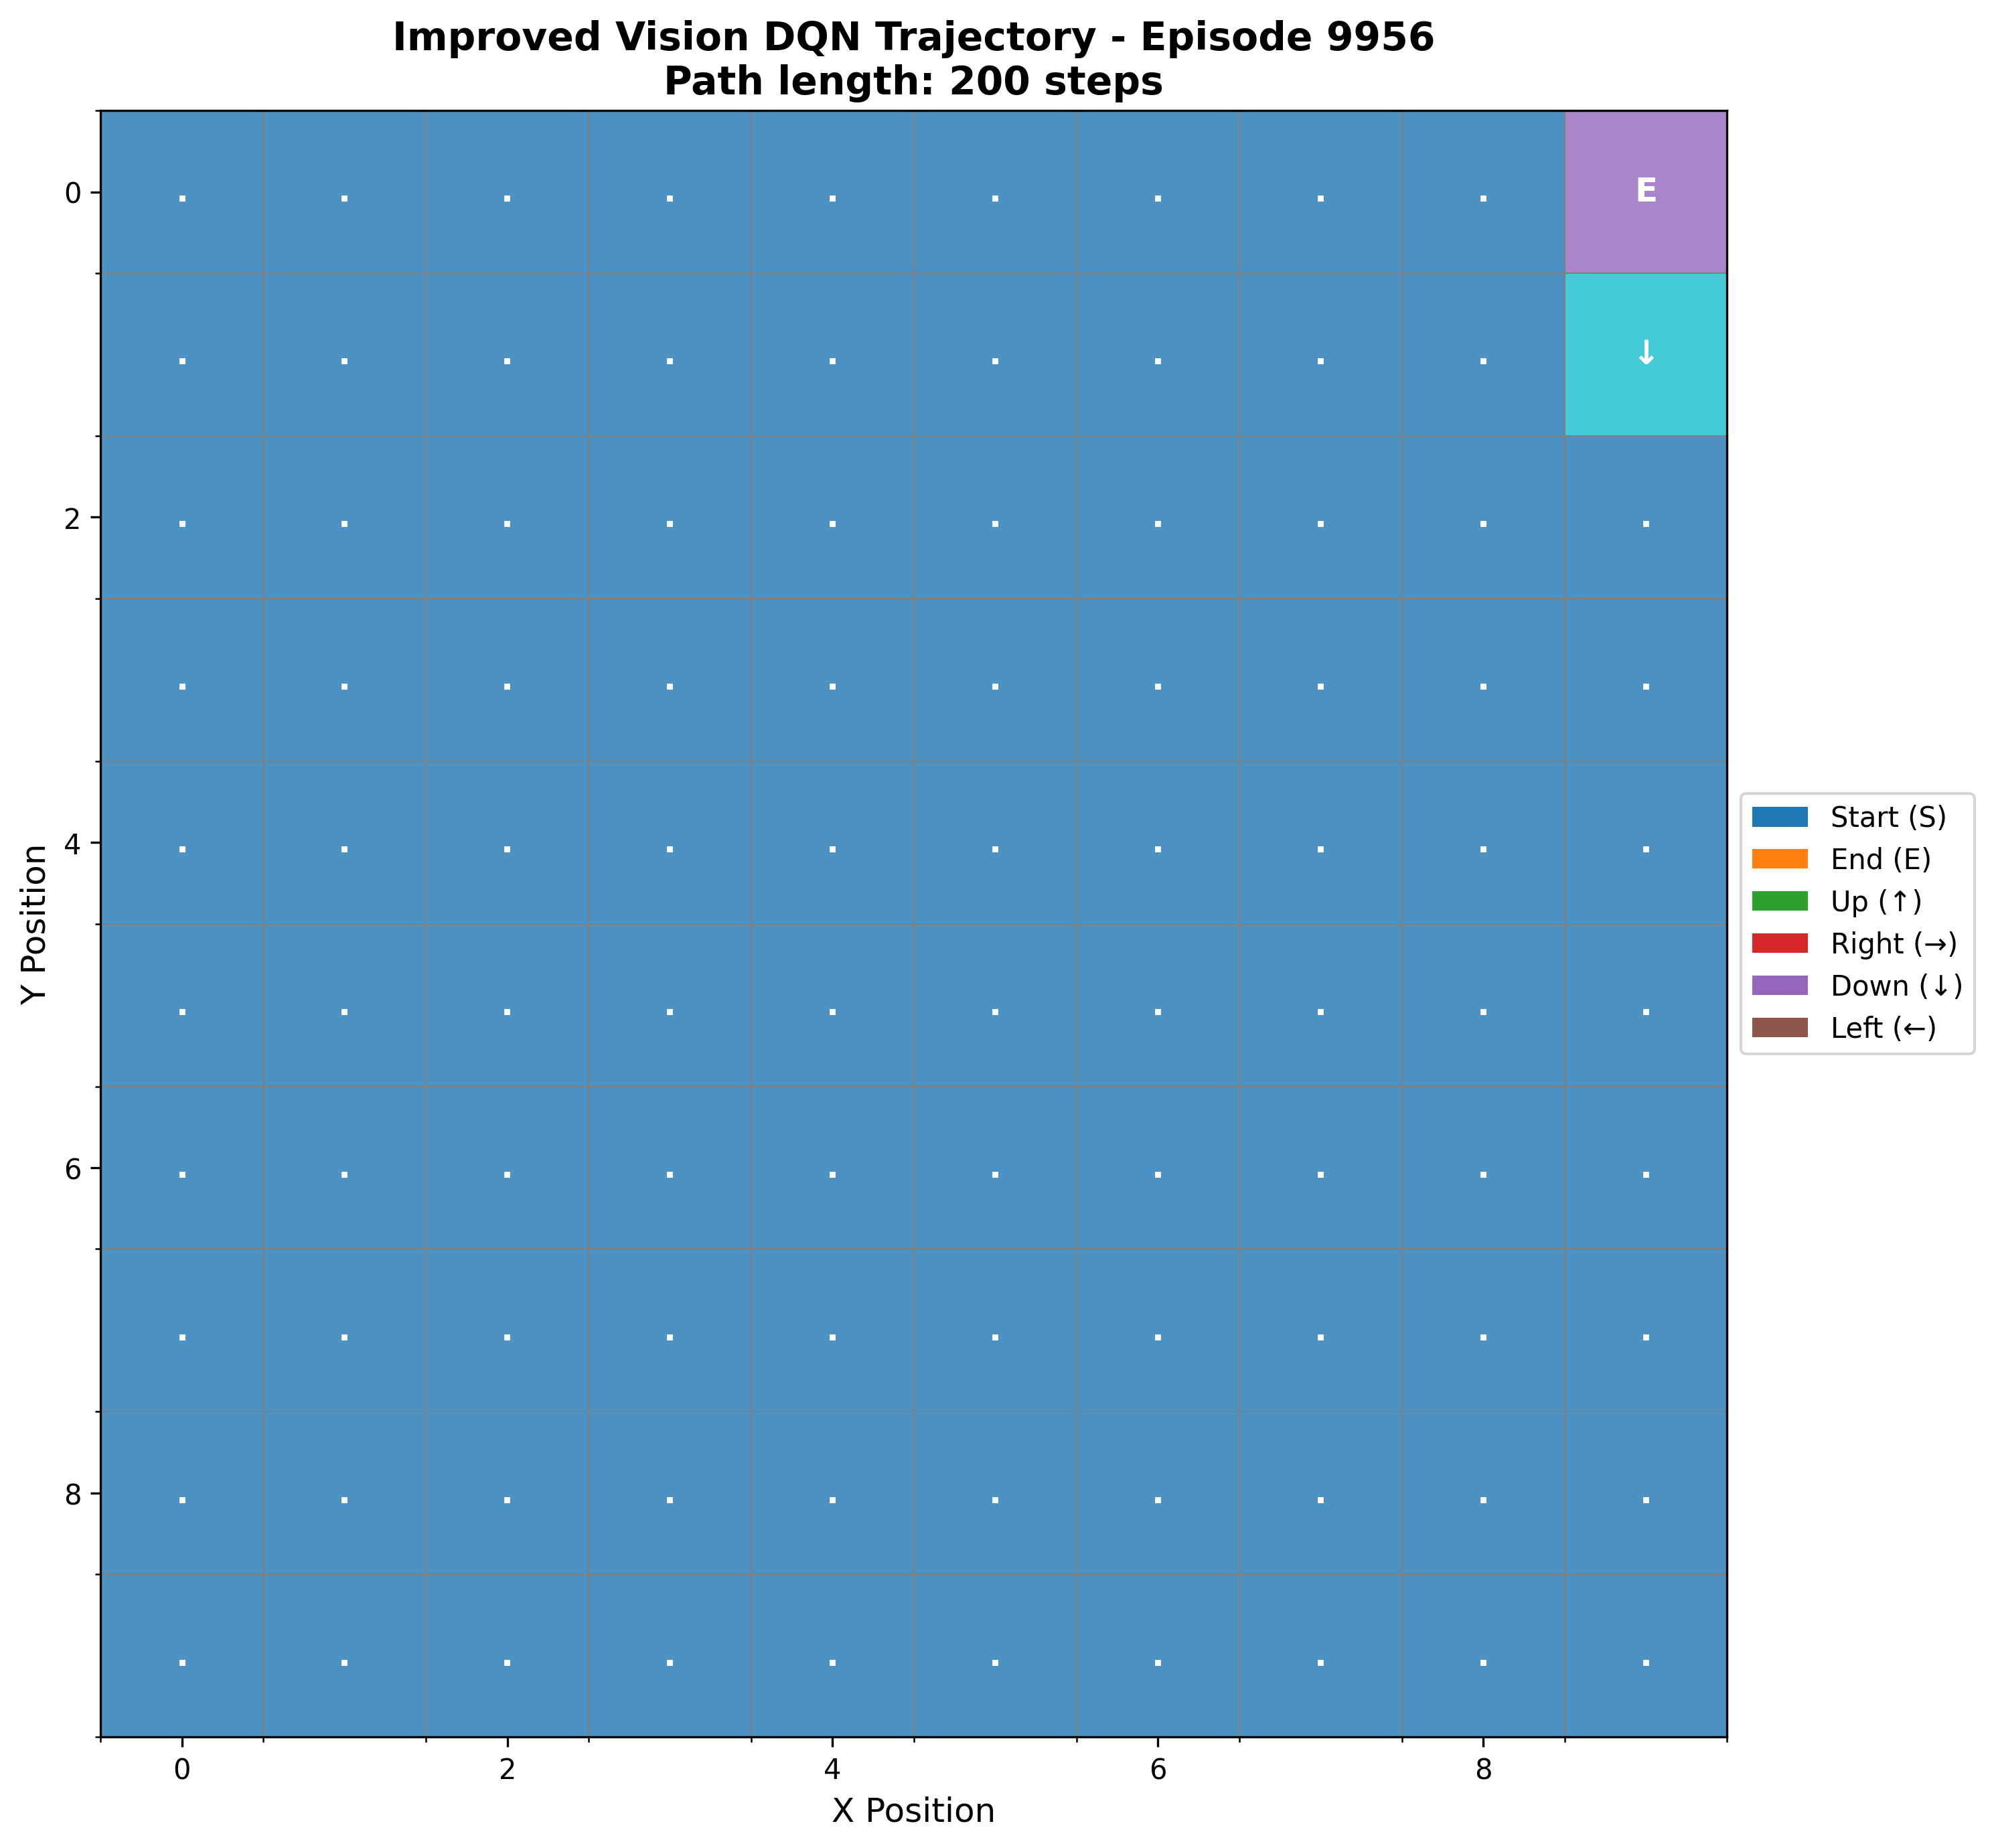 Improved Vision DQN Trajectory - Episode 9956
Path length: 200 steps
0
E
↓
2
4
6
8
Y Position
0 2 4 6 8
X Position
Start (S)
End (E)
Up (↑)
Right (→)
Down (↓)
Left (←)